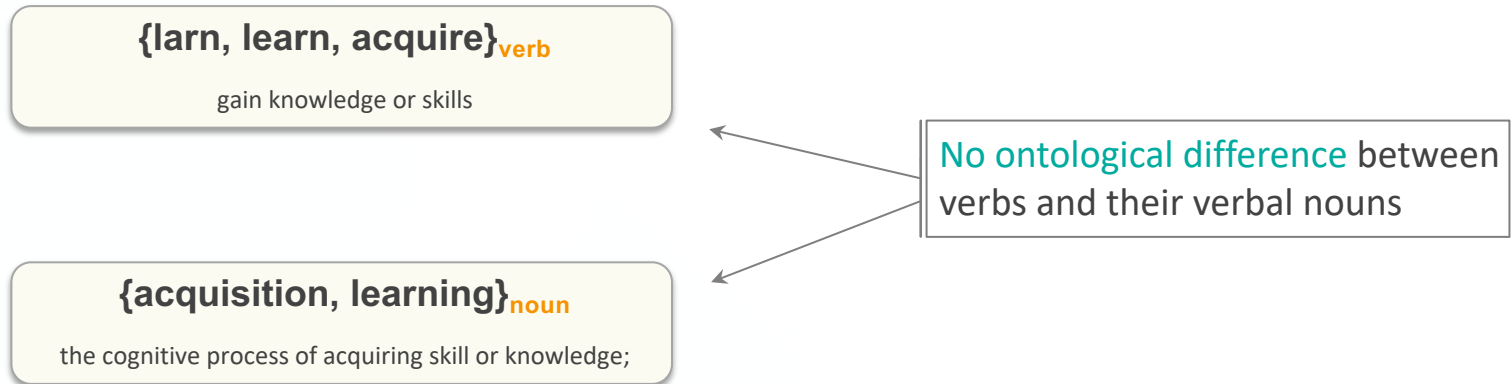 {larn, learn, acquire}verb
gain knowledge or skills
No ontological difference between
verbs and their verbal nouns
{acquisition, learning}noun
the cognitive process of acquiring skill or knowledge;